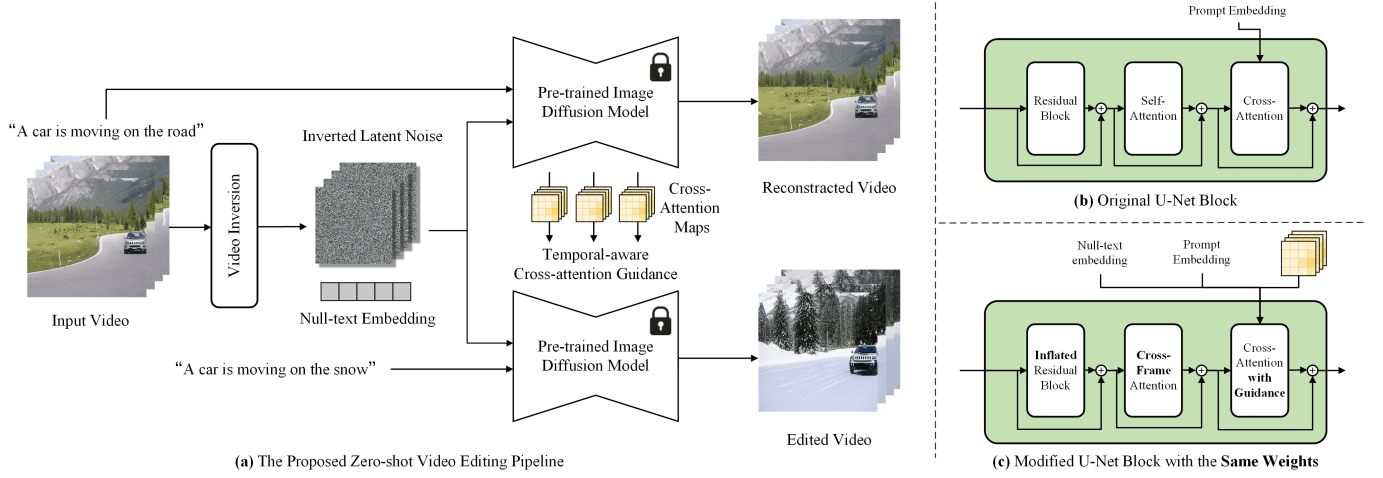 “A car is moving on the road”
Input Video
Video Inversion
Inverted Latent Noise
Null-text Embedding
“A car is moving on the snow”
Pre-trained Image
Diffusion Model
Cross-
Attention
Maps
Temporal-aware
Cross-attention Guidance
Pre-trained Image
Diffusion Model
Reconstracted Video
Edited Video
(a) The Proposed Zero-shot Video Editing Pipeline
Prompt Embedding
Residual
Block
+
Self-
Attention
+
Cross-
Attention
+
(b) Original U-Net Block
Null-text
embedding
Prompt
Embedding
Inflated
Residual
Block
+
Cross-
Frame
Attention
+
Cross-
Attention
with
Guidance
+
(c) Modified U-Net Block with the Same Weights